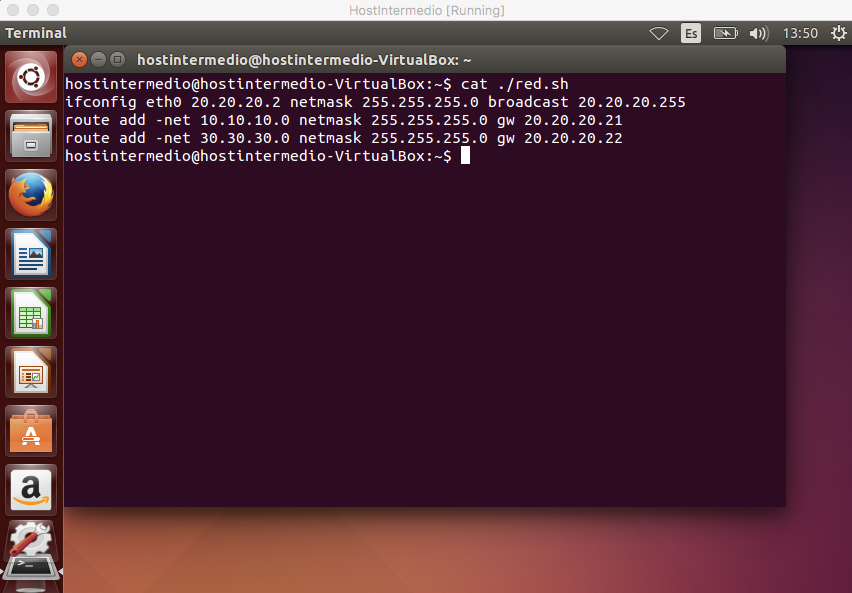 HostIntermedio [Running]
Terminal
Es
13:50
hostintermedio@hostintermedio-VirtualBox: ~
hostintermedio@hostintermedio-VirtualBox:~$ cat ./red.sh
ifconfig eth0 20.20.20.2 netmask 255.255.255.0 broadcast 20.20.20.255
route add -net 10.10.10.0 netmask 255.255.255.0 gw 20.20.20.21
route add -net 30.30.30.0 netmask 255.255.255.0 gw 20.20.20.22
hostintermedio@hostintermedio-VirtualBox:~$